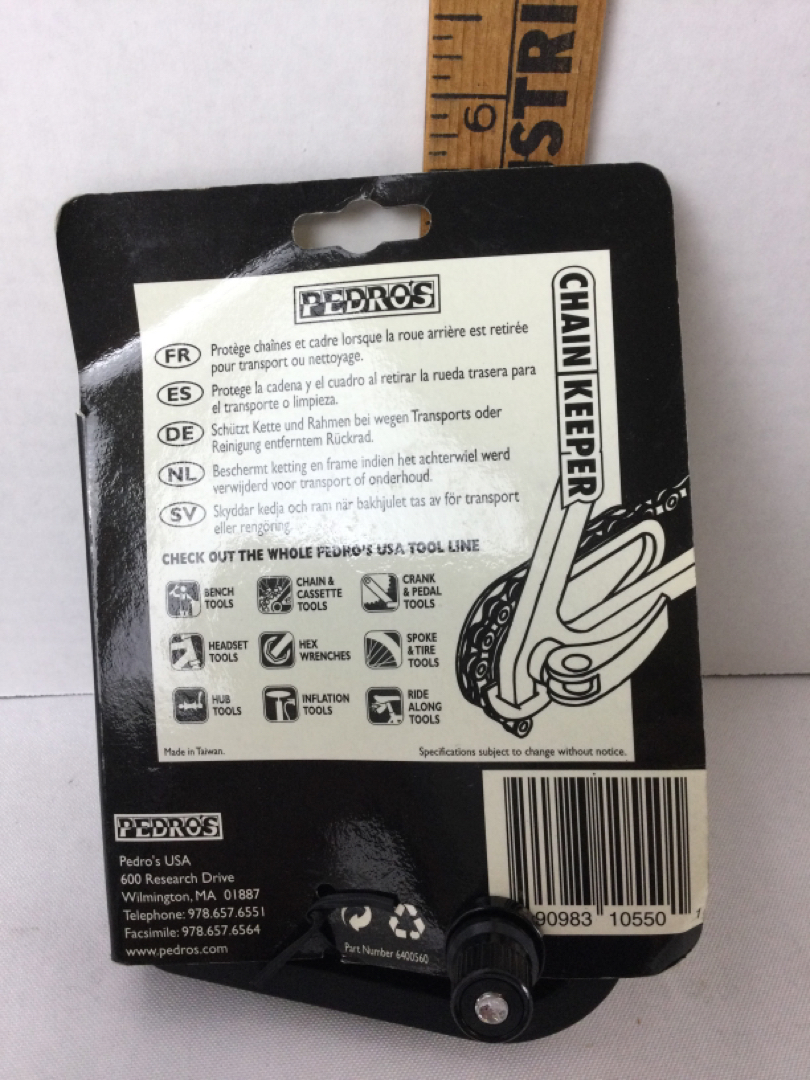 6
STRI
PEDRO'S
CHAIN KEEPER
FR Protège chaînes et cadre lorsque la roue arrière est retirée
pour transport ou nettoyage.
ES Protege la cadena y el cuadro al retirar la rueda trasera para
el transporte o limpieza.
DE Schützt Kette und Rahmen bei wegen Transports oder
Reinigung entferntem Rückrad.
NL Beschermt ketting en frame indien het achterwiel werd
verwijderd voor transport of onderhoud.
SV Skyddar kedja och ram när bakhjulet tas av för transport
eller rengöring.
CHECK OUT THE WHOLE PEDRO'S USA TOOL LINE
BENCH
TOOLS
CHAIN &
CASSETTE
TOOLS
CRANK
& PEDAL
TOOLS
HEADSET
TOOLS
HEX
WRENCHES
SPOKE
& TIRE
TOOLS
HUB
TOOLS
INFLATION
TOOLS
RIDE
ALONG
TOOLS
Made in Taiwan.
Specifications subject to change without notice.
PEDRO'S
Pedro's USA
600 Research Drive
Wilmington, MA 01887
Telephone: 978.657.6551
Facsimile: 978.657.6564
www.pedros.com
Part Number 6400560
90983 10550 1